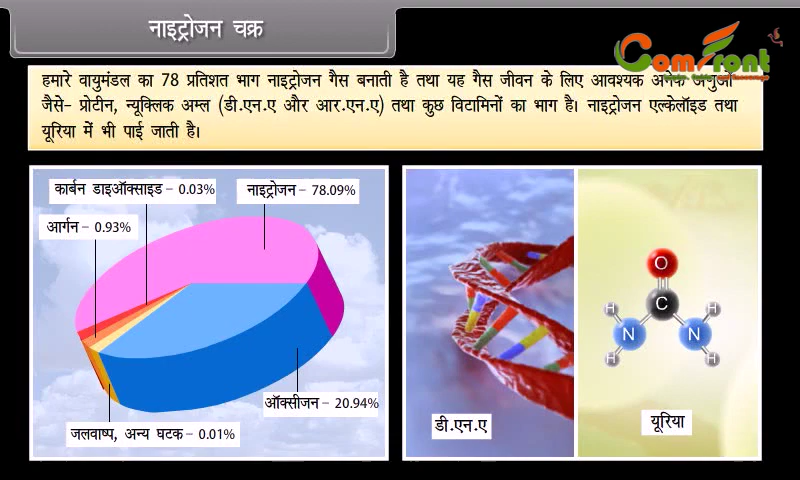 नाइट्रोजन चक्र
ComFront
हमारे वायुमंडल का 78 प्रतिशत भाग नाइट्रोजन गैस बनाती है तथा यह गैस जीवन के लिए आवश्यक अनेक अणुओं
जैसे- प्रोटीन, न्यूक्लिक अम्ल (डी.एन.ए और आर.एन.ए) तथा कुछ विटामिनों का भाग है। नाइट्रोजन एल्केलॉइड तथा
यूरिया में भी पाई जाती है।
कार्बन डाइऑक्साइड - 0.03%
नाइट्रोजन - 78.09%
आर्गन - 0.93%
ऑक्सीजन - 20.94%
जलवाष्प, अन्य घटक - 0.01%
डी.एन.ए
O
C
H
H
N
N
H
H
यूरिया